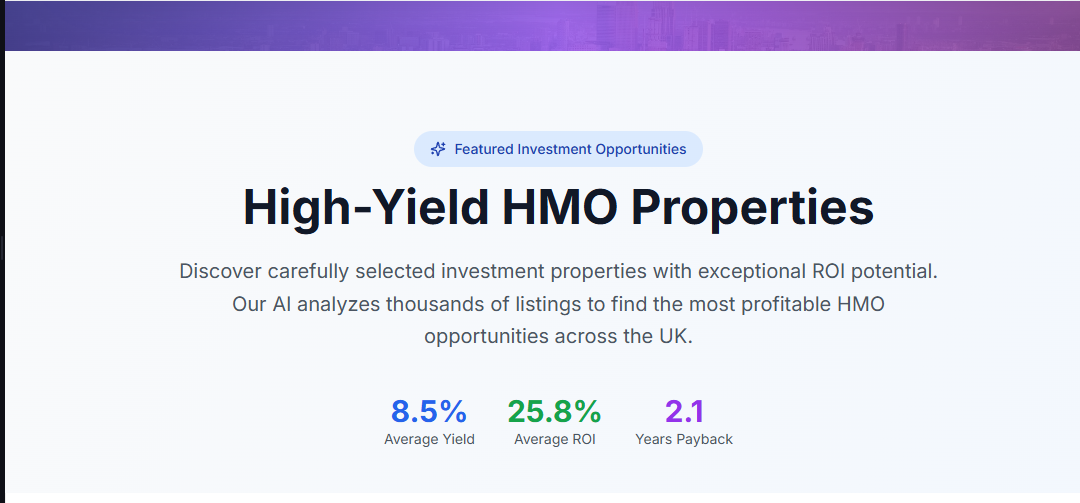 Featured Investment Opportunities
High-Yield HMO Properties
Discover carefully selected investment properties with exceptional ROI potential.
Our AI analyzes thousands of listings to find the most profitable HMO
opportunities across the UK.
8.5% 25.8% 2.1
Average Yield Average ROI Years Payback